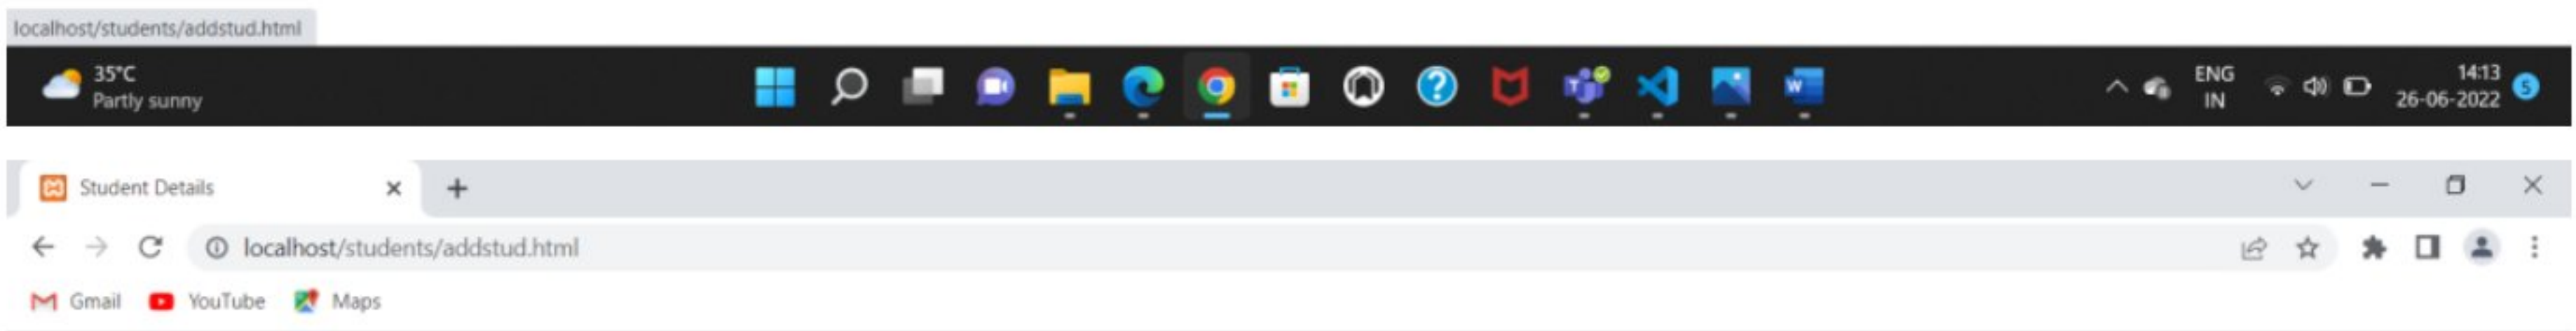 localhost/students/addstud.html
35°C
Partly sunny
ENG
IN
14:13
26-06-2022
5
Student Details
localhost/students/addstud.html
Gmail YouTube Maps